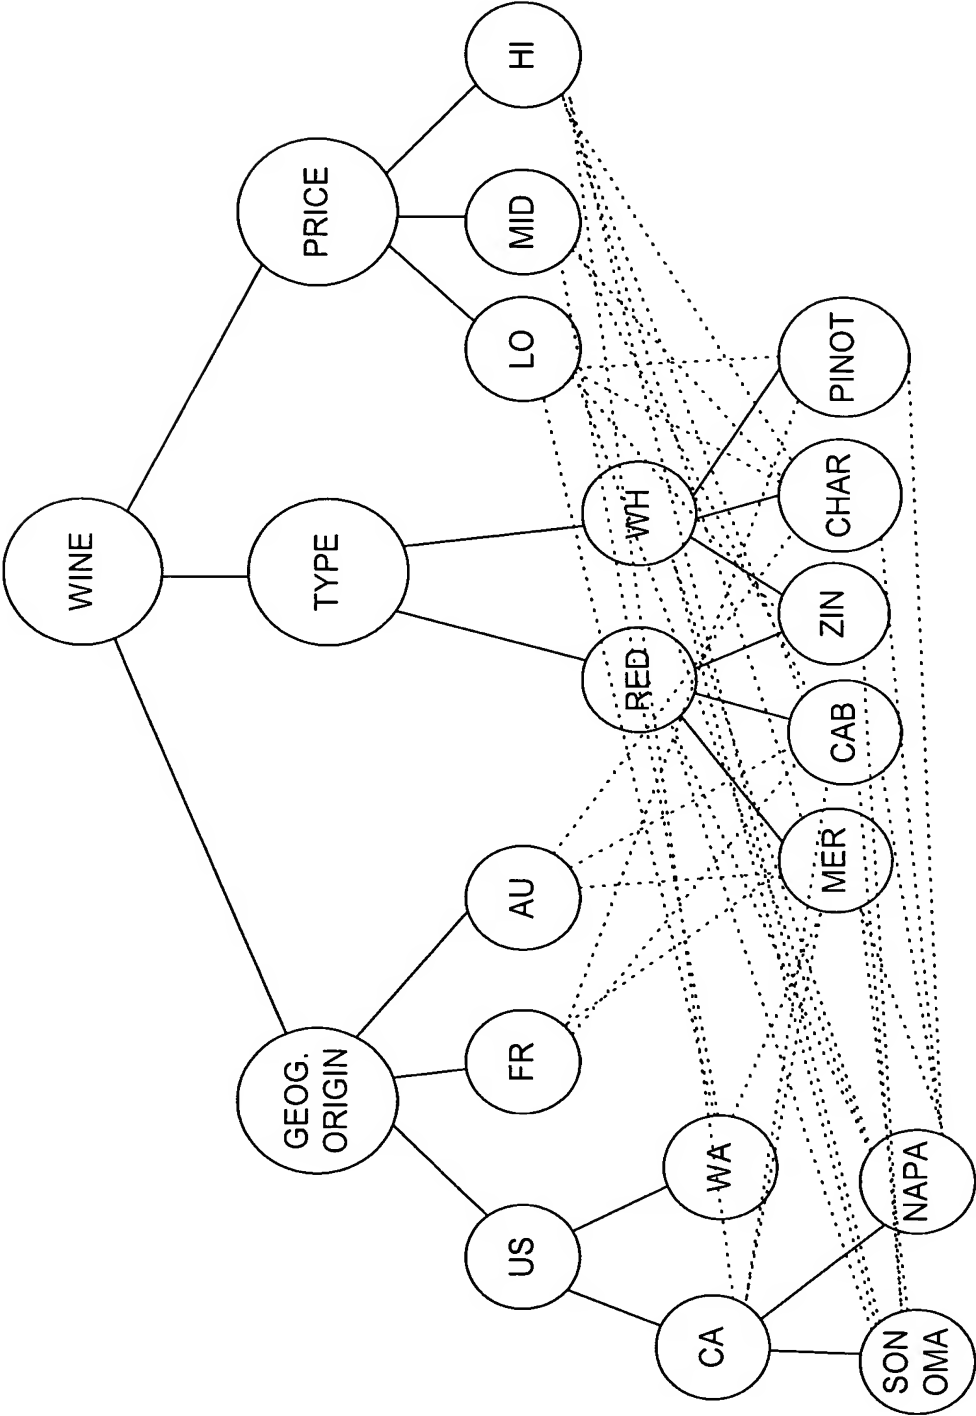 WINE
GEOG.
ORIGIN
TYPE
PRICE
US
FR
AU
LO
MID
HI
CA
WA
RED
WH
SON
OMA
NAPA
MER
CAB
ZIN
CHAR
PINOT